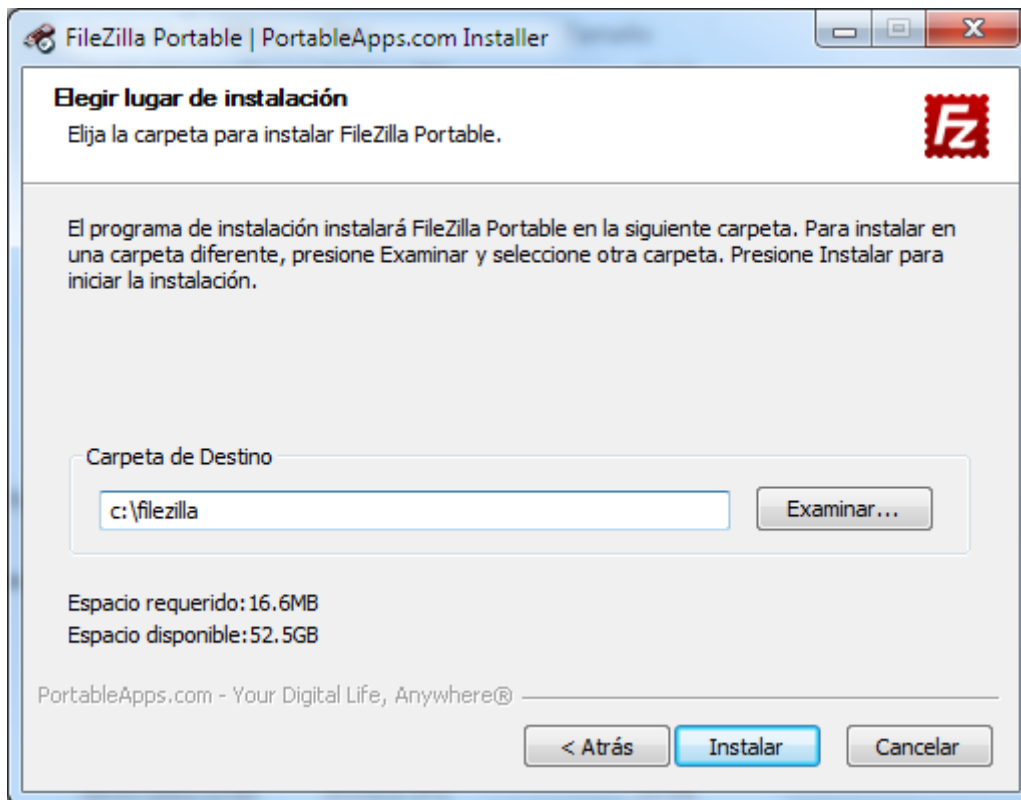 FileZilla Portable | PortableApps.com Installer
Elegir lugar de instalación
Elija la carpeta para instalar FileZilla Portable.
FZ
El programa de instalación instalará FileZilla Portable en la siguiente carpeta. Para instalar en
una carpeta diferente, presione Examinar y seleccione otra carpeta. Presione Instalar para
iniciar la instalación.
Carpeta de Destino
c:\filezilla
Examinar...
Espacio requerido:16.6MB
Espacio disponible:52.5GB
PortableApps.com - Your Digital Life, Anywhere®
< Atrás
Instalar
Cancelar